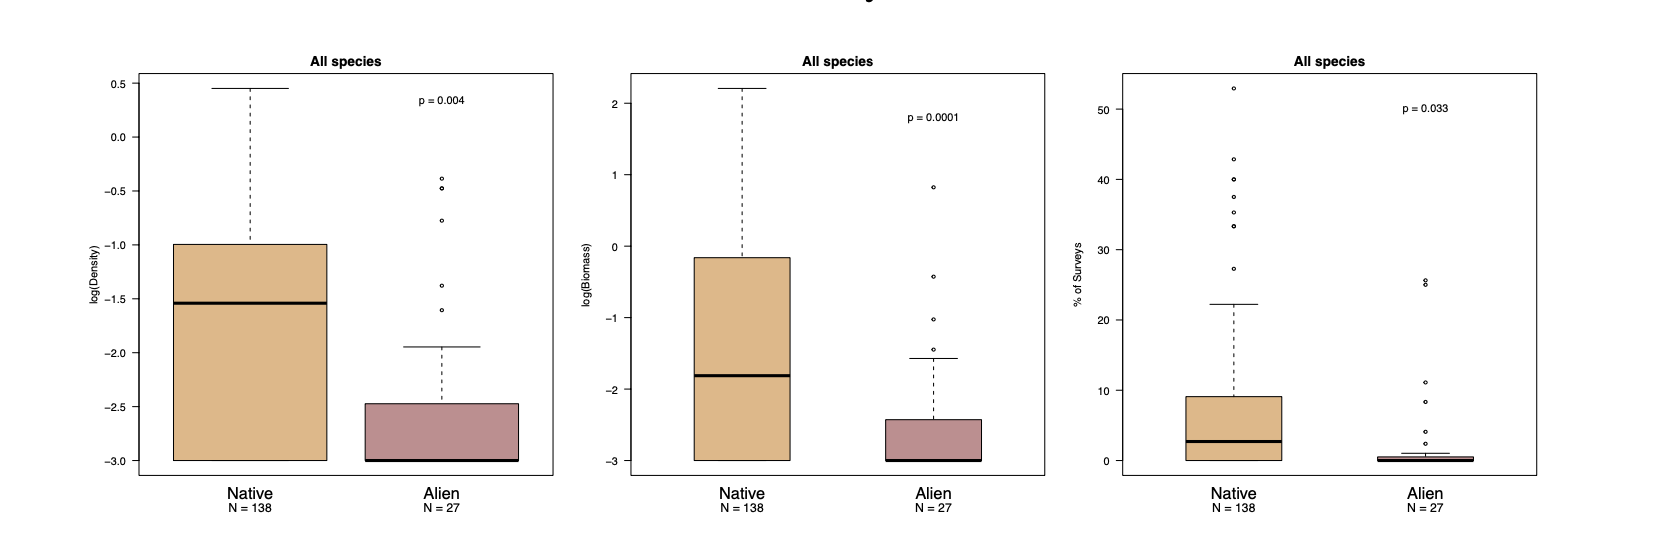 All species
0.5
0.0
−0.5
−1.0
−1.5
−2.0
−2.5
−3.0
log(Density)
p = 0.004
Native
N = 138
Alien
N = 27
All species
2
1
0
−1
−2
−3
log(Biomass)
p = 0.0001
Native
N = 138
Alien
N = 27
All species
50
40
30
20
10
0
% of Surveys
p = 0.033
Native
N = 138
Alien
N = 27